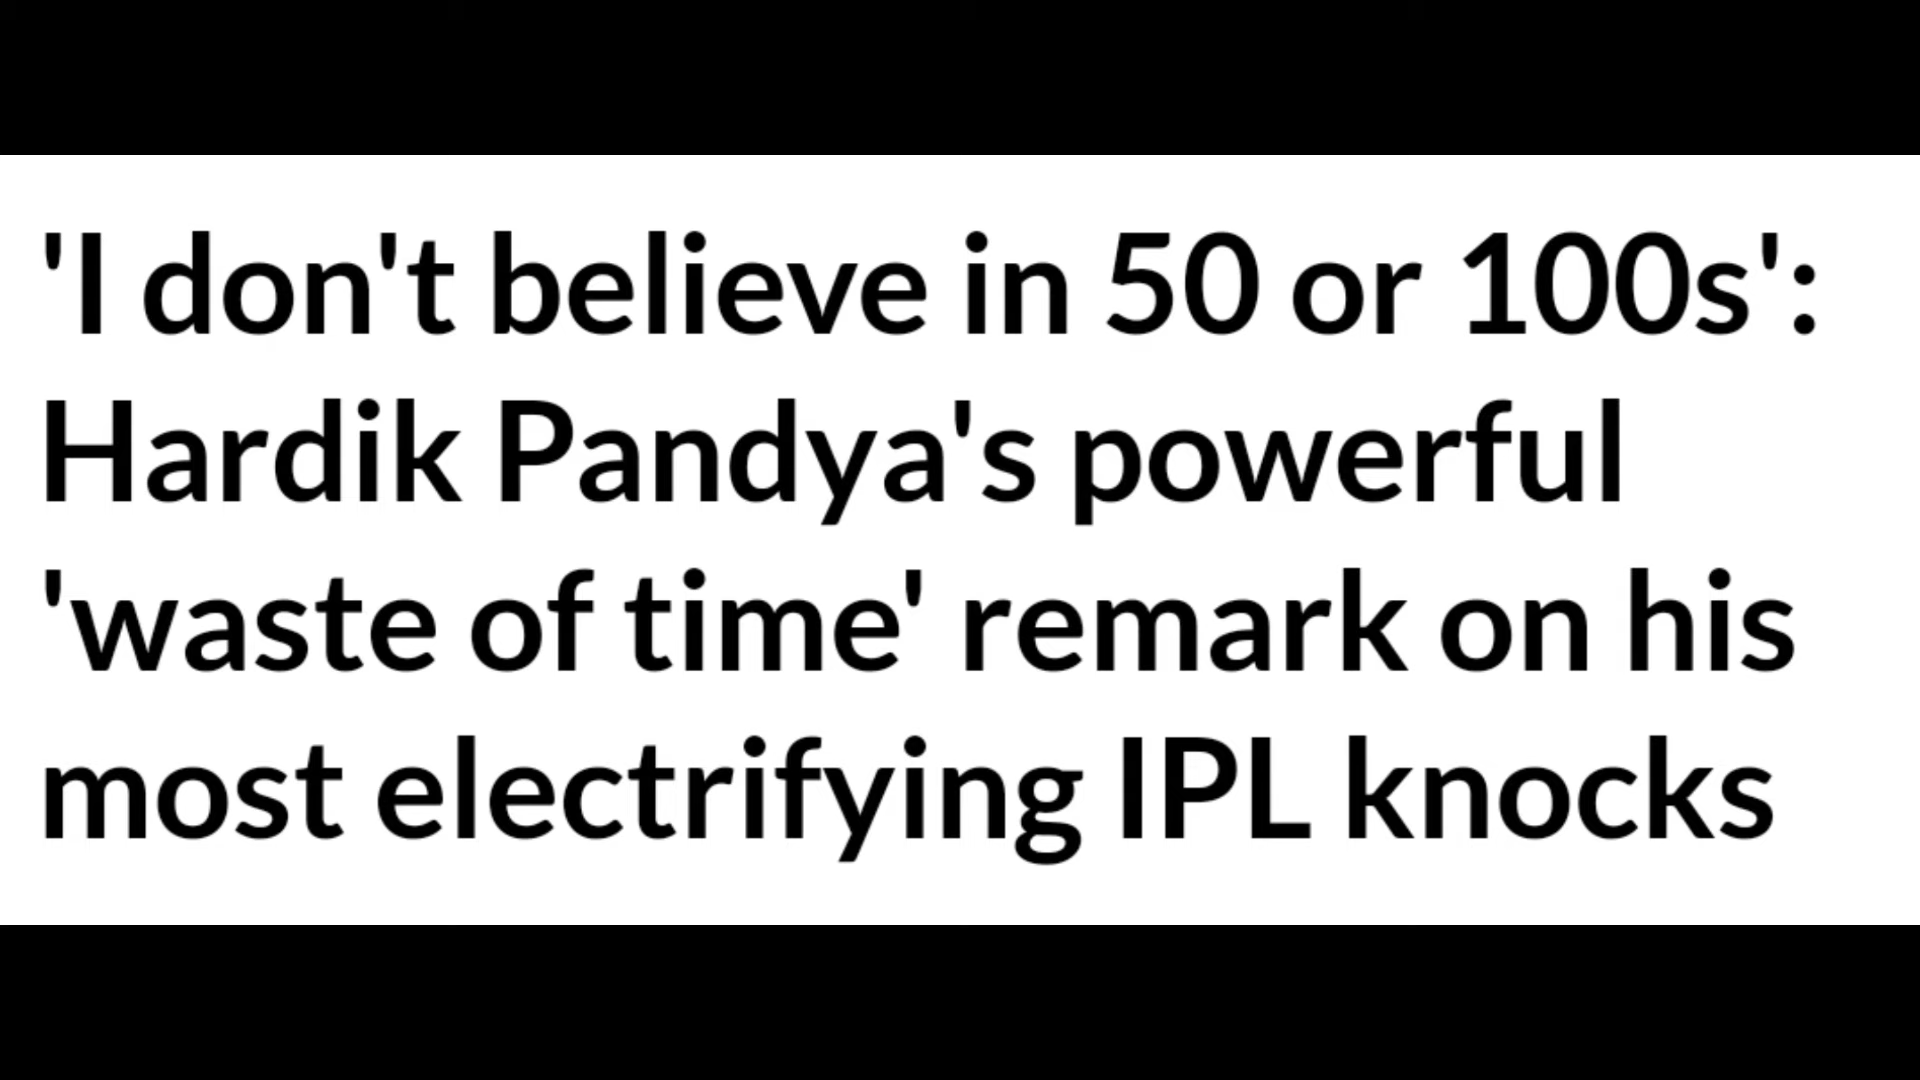 'I don't believe in 50 or 100s':
Hardik Pandya's powerful
'waste of time' remark on his
most electrifying IPL knocks